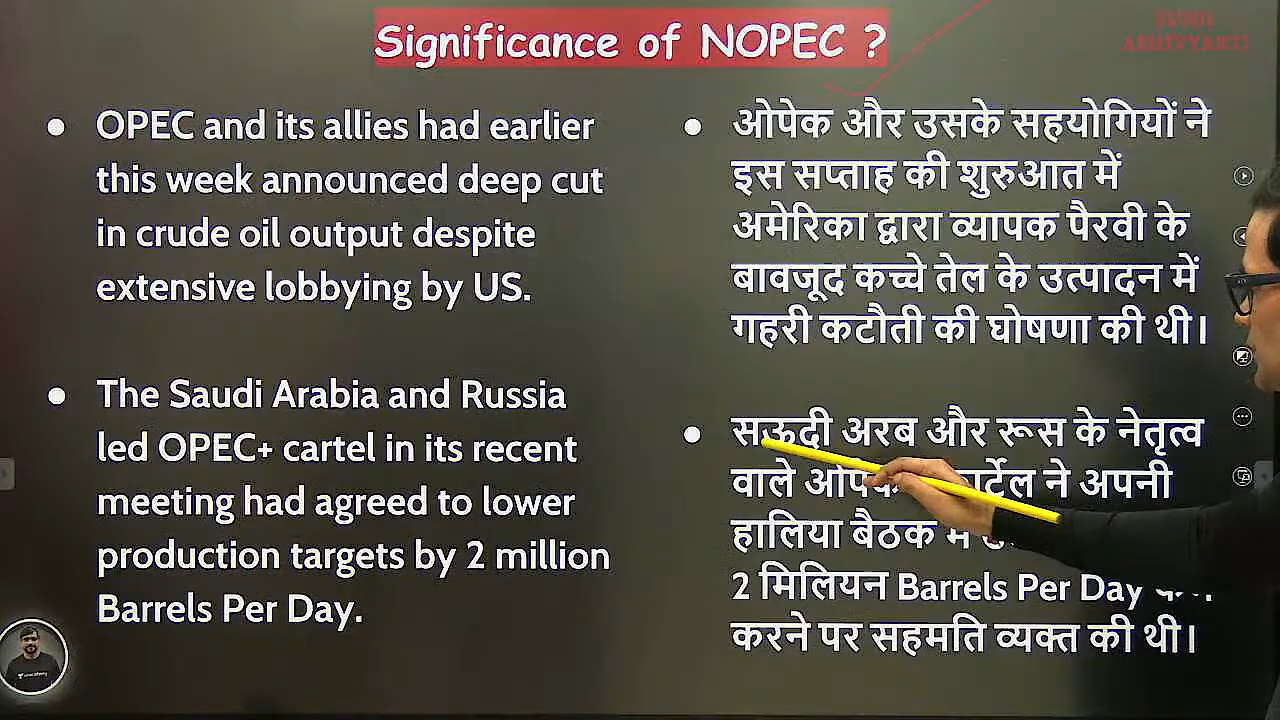 Significance of NOPEC ?
OPEC and its allies had earlier
this week announced deep cut
in crude oil output despite
extensive lobbying by US.
The Saudi Arabia and Russia
led OPEC+ cartel in its recent
meeting had agreed to lower
production targets by 2 million
Barrels Per Day.
ओपेक और उसके सहयोगियों ने
इस सप्ताह की शुरुआत में
अमेरिका द्वारा व्यापक पैरवी के
बावजूद कच्चे तेल के उत्पादन में
गहरी कटौती की घोषणा की थी।
सऊदी अरब और रूस के नेतृत्व
वाले ने अपनी
हालिया बैठक में
2 मिलियन Barrels Per Day
करने पर सहमति व्यक्त की थी।